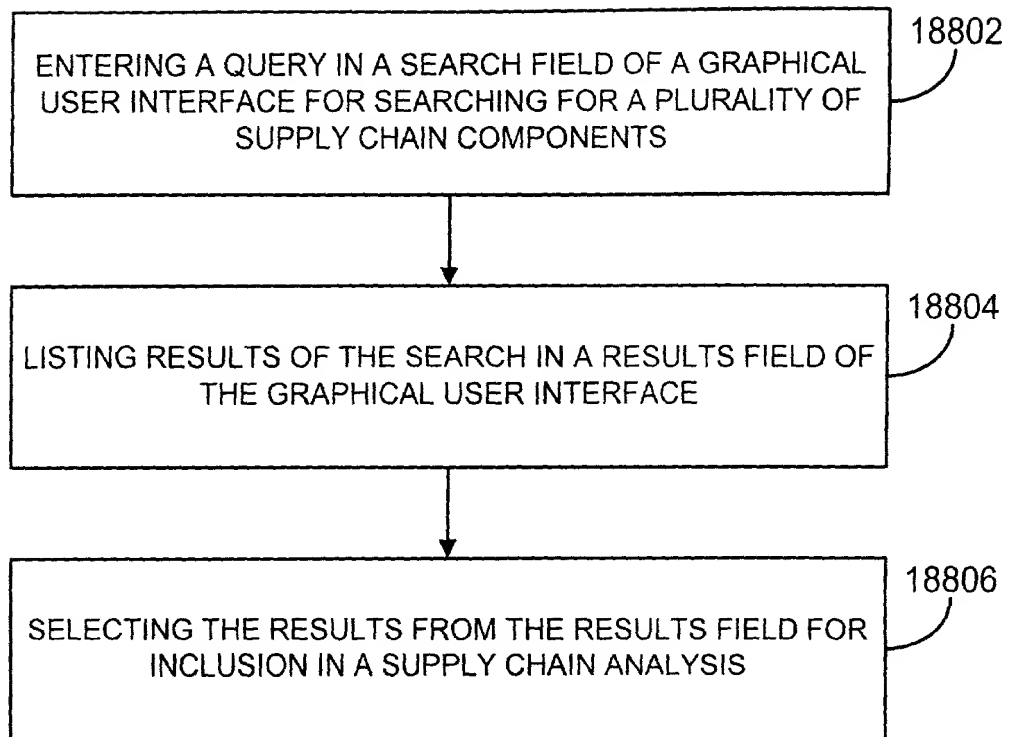 18802
ENTERING A QUERY IN A SEARCH FIELD OF A GRAPHICAL
USER INTERFACE FOR SEARCHING FOR A PLURALITY OF
SUPPLY CHAIN COMPONENTS
18804
LISTING RESULTS OF THE SEARCH IN A RESULTS FIELD OF
THE GRAPHICAL USER INTERFACE
18806
SELECTING THE RESULTS FROM THE RESULTS FIELD FOR
INCLUSION IN A SUPPLY CHAIN ANALYSIS